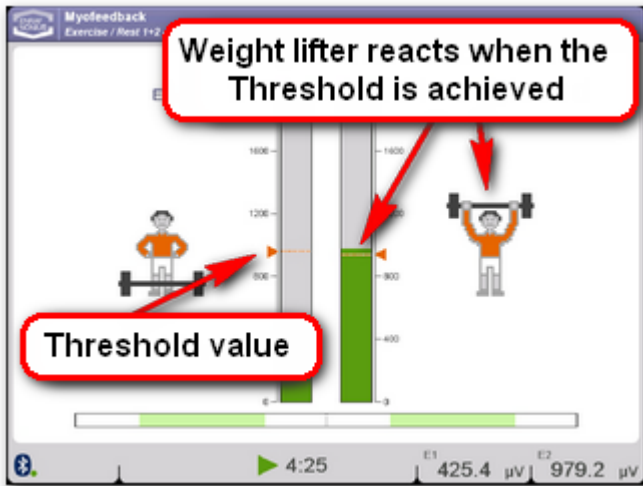 Myofeedback
Exercise / Rest 1+2
Weight lifter reacts when the
Threshold is achieved
E
1600
1600
1200
1200
800
800
Threshold value
400
0
0
4:25
E1
425.4 µV
E2
979.2 µV